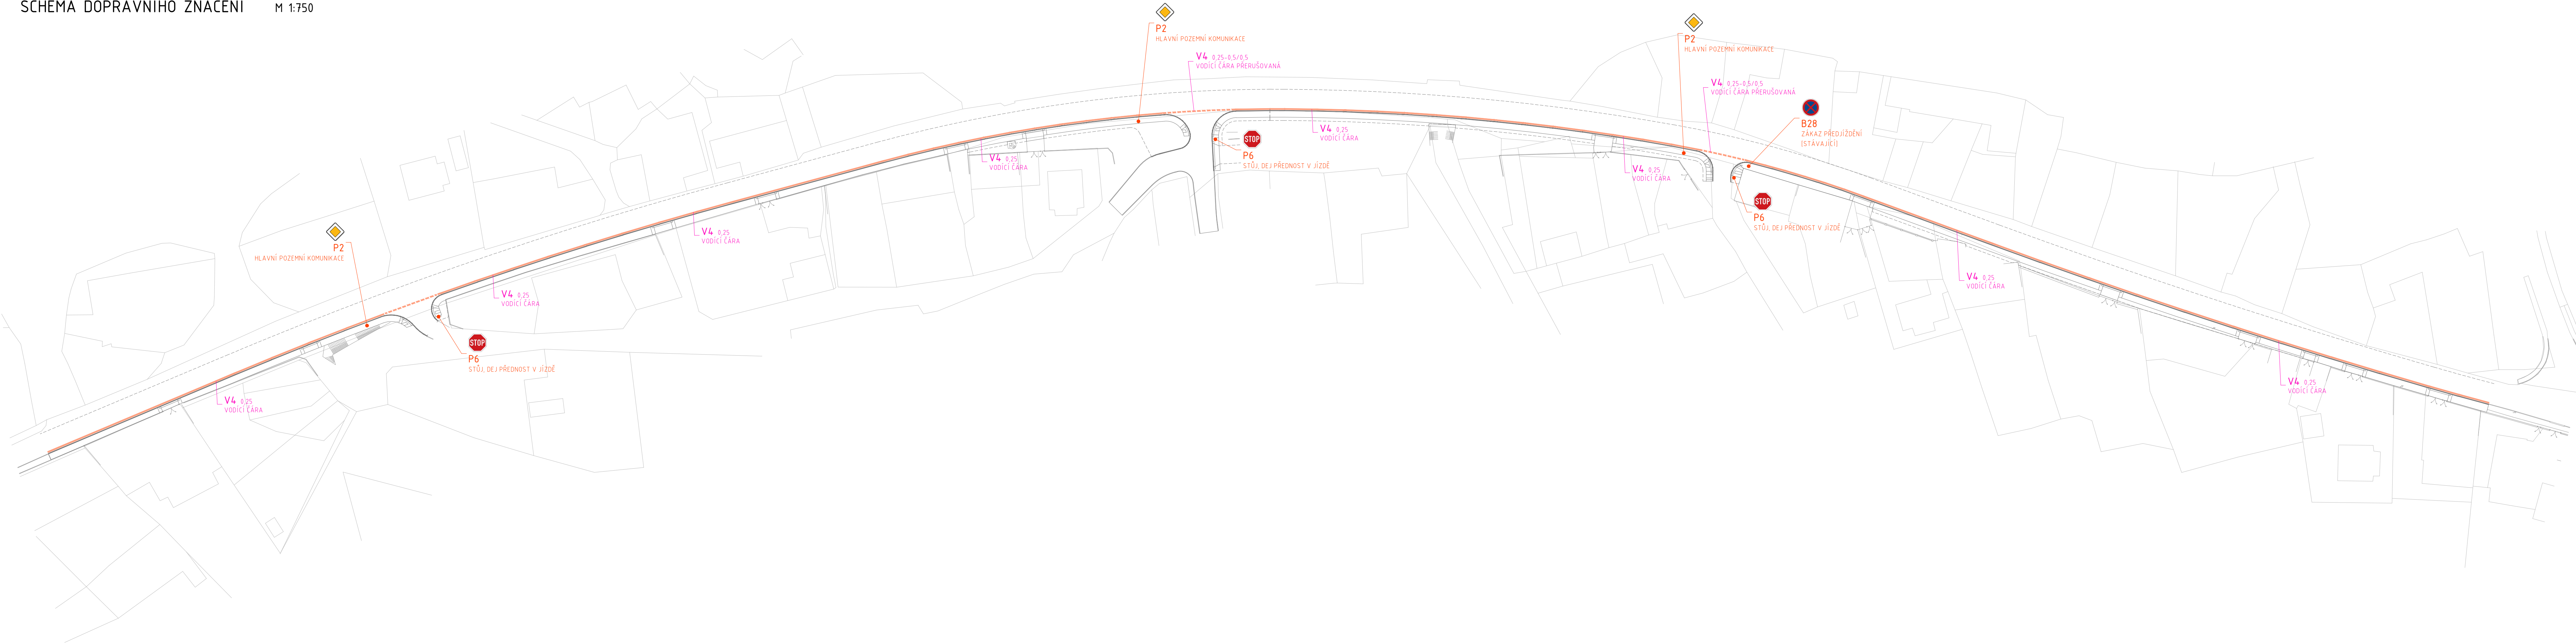 SCHÉMA DOPRAVNÍHO ZNAČENÍ M 1:750
P2
HLAVNÍ POZEMNÍ KOMUNIKACE
V4 0,25
VODÍCÍ ČÁRA
STOP
P6
STŮJ, DEJ PŘEDNOST V JÍZDĚ
V4 0,25
VODÍCÍ ČÁRA
V4 0,25
VODÍCÍ ČÁRA
V4 0,25
VODÍCÍ ČÁRA
P2
HLAVNÍ POZEMNÍ KOMUNIKACE
V4 0,25-0,5/0,5
VODÍCÍ ČÁRA PŘERUŠOVANÁ
STOP
P6
STŮJ, DEJ PŘEDNOST V JÍZDĚ
V4 0,25
VODÍCÍ ČÁRA
V4 0,25
VODÍCÍ ČÁRA
P2
HLAVNÍ POZEMNÍ KOMUNIKACE
V4 0,25-0,5/0,5
VODÍCÍ ČÁRA PŘERUŠOVANÁ
B28
ZÁKAZ PŘEDJÍŽDĚNÍ
(STÁVAJÍCÍ)
STOP
P6
STŮJ, DEJ PŘEDNOST V JÍZDĚ
V4 0,25
VODÍCÍ ČÁRA
V4 0,25
VODÍCÍ ČÁRA